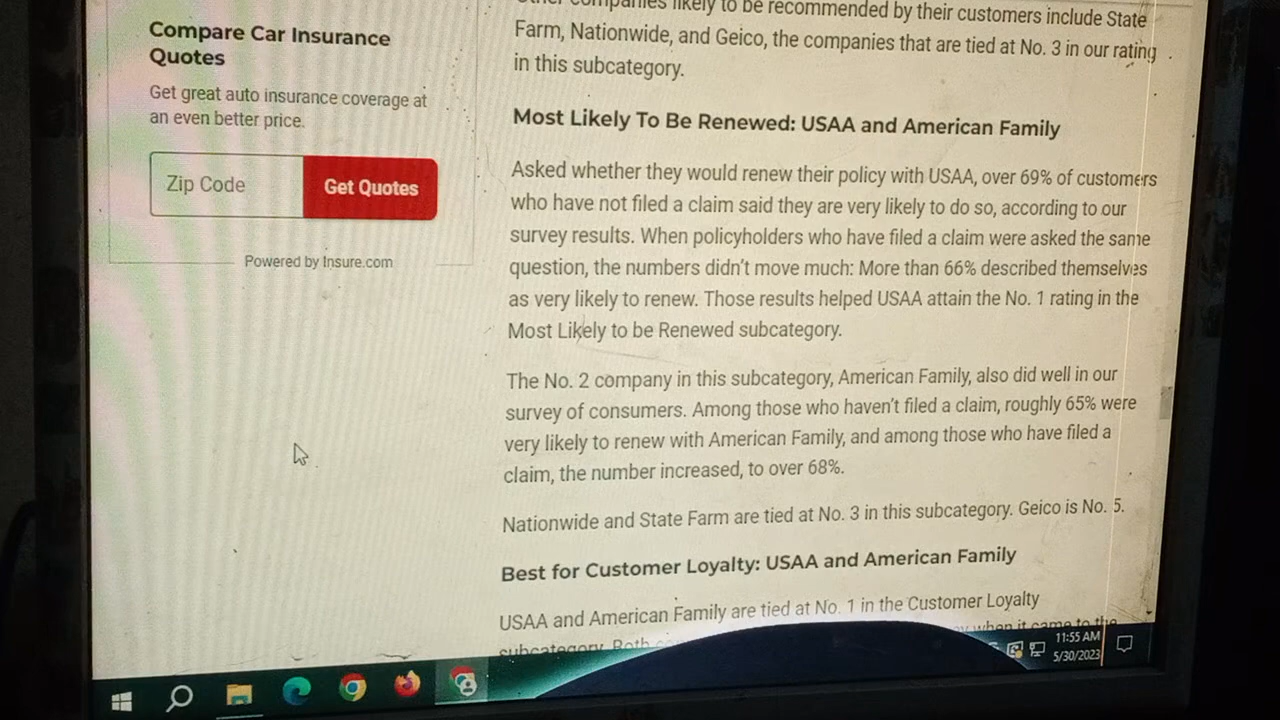 Compare Car Insurance
Quotes
Get great auto insurance coverage at
an even better price.
Zip Code
Get Quotes
Powered by Insure.com
companies likely to be recommended by their customers include State
Farm, Nationwide, and Geico, the companies that are tied at No. 3 in our rating
in this subcategory.
Most Likely To Be Renewed: USAA and American Family
Asked whether they would renew their policy with USAA, over 69% of customers
who have not filed a claim said they are very likely to do so, according to our
survey results. When policyholders who have filed a claim were asked the same
question, the numbers didn't move much: More than 66% described themselves
as very likely to renew. Those results helped USAA attain the No. 1 rating in the
Most Likely to be Renewed subcategory.
The No. 2 company in this subcategory, American Family, also did well in our
survey of consumers. Among those who haven't filed a claim, roughly 65% were
very likely to renew with American Family, and among those who have filed a
claim, the number increased, to over 68%.
Nationwide and State Farm are tied at No. 3 in this subcategory. Geico is No. 5.
Best for Customer Loyalty: USAA and American Family
USAA and American Family are tied at No. 1 in the Customer Loyalty
subcategory. Both when it came to the
11:55 AM
5/30/2023